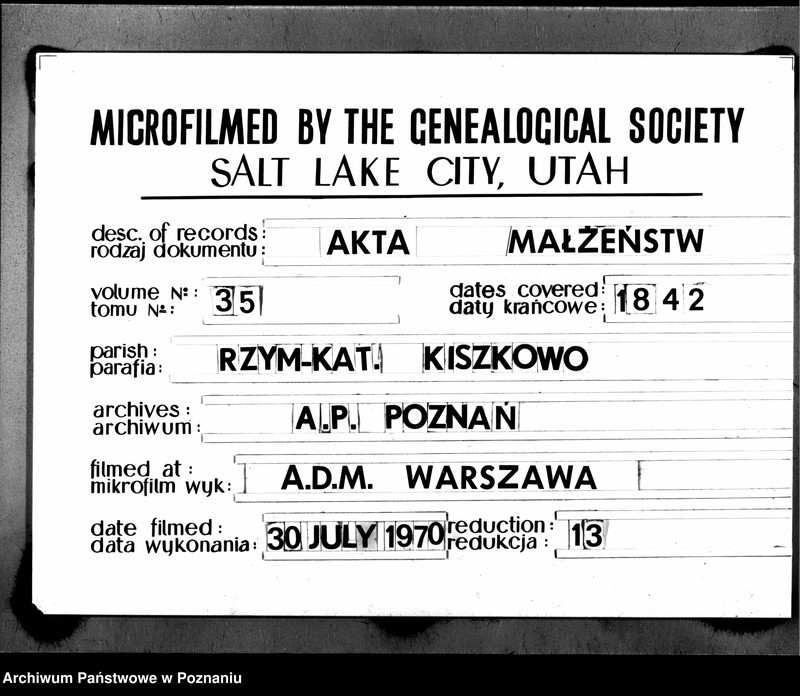 MICROFILMED BY THE GENEALOGICAL SOCIETY
SALT LAKE CITY, UTAH
desc. of records: AKTA MAŁŻEŃSTW
rodzaj dokumentu:
volume №: 35 dates covered: 1842
tomu №: daty krańcowe:
parish: RZYM-KAT. KISZKOWO
parafia:
archives: A.P. POZNAŃ
archiwum:
filmed at: A.D.M. WARSZAWA
mikrofilm wyk:
date filmed: 30 JULY 1970 reduction: 13
data wykonania: redukcja:
Archiwum Państwowe w Poznaniu